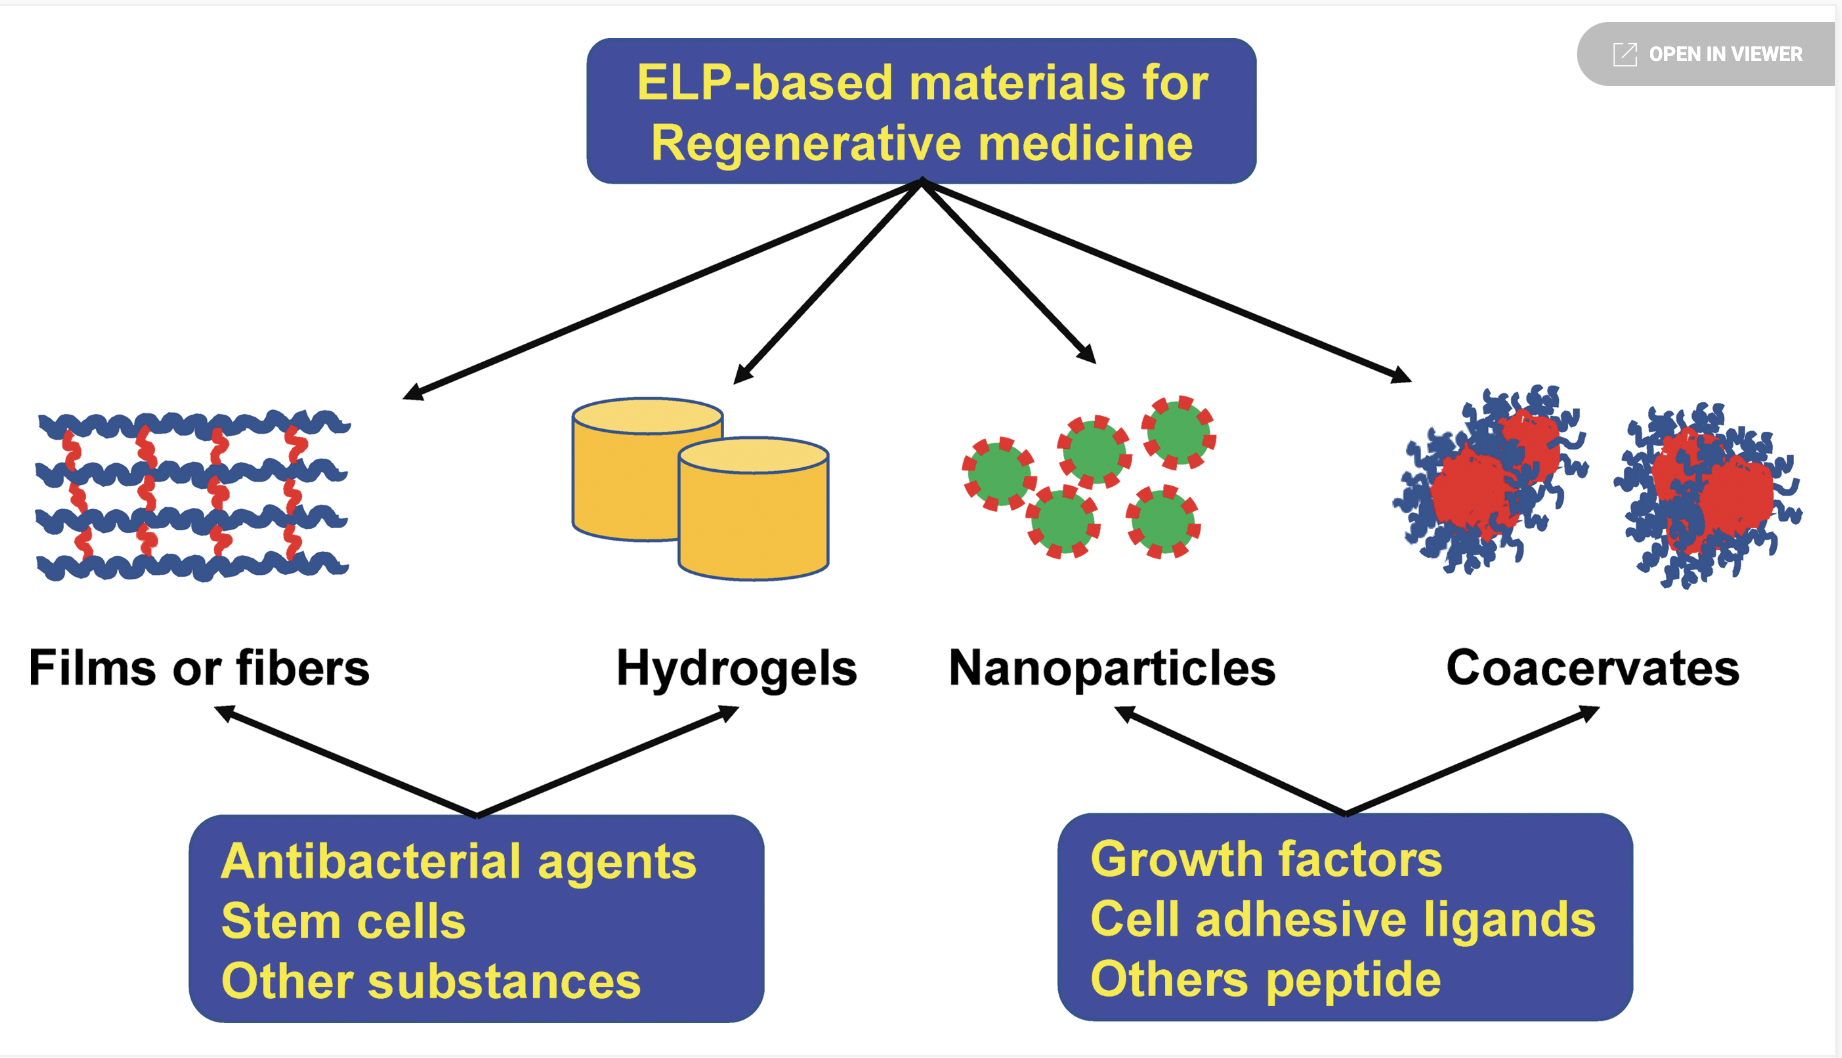 OPEN IN VIEWER
ELP-based materials for
Regenerative medicine
Films or fibers
Hydrogels
Nanoparticles
Coacervates
Antibacterial agents
Stem cells
Other substances
Growth factors
Cell adhesive ligands
Others peptide